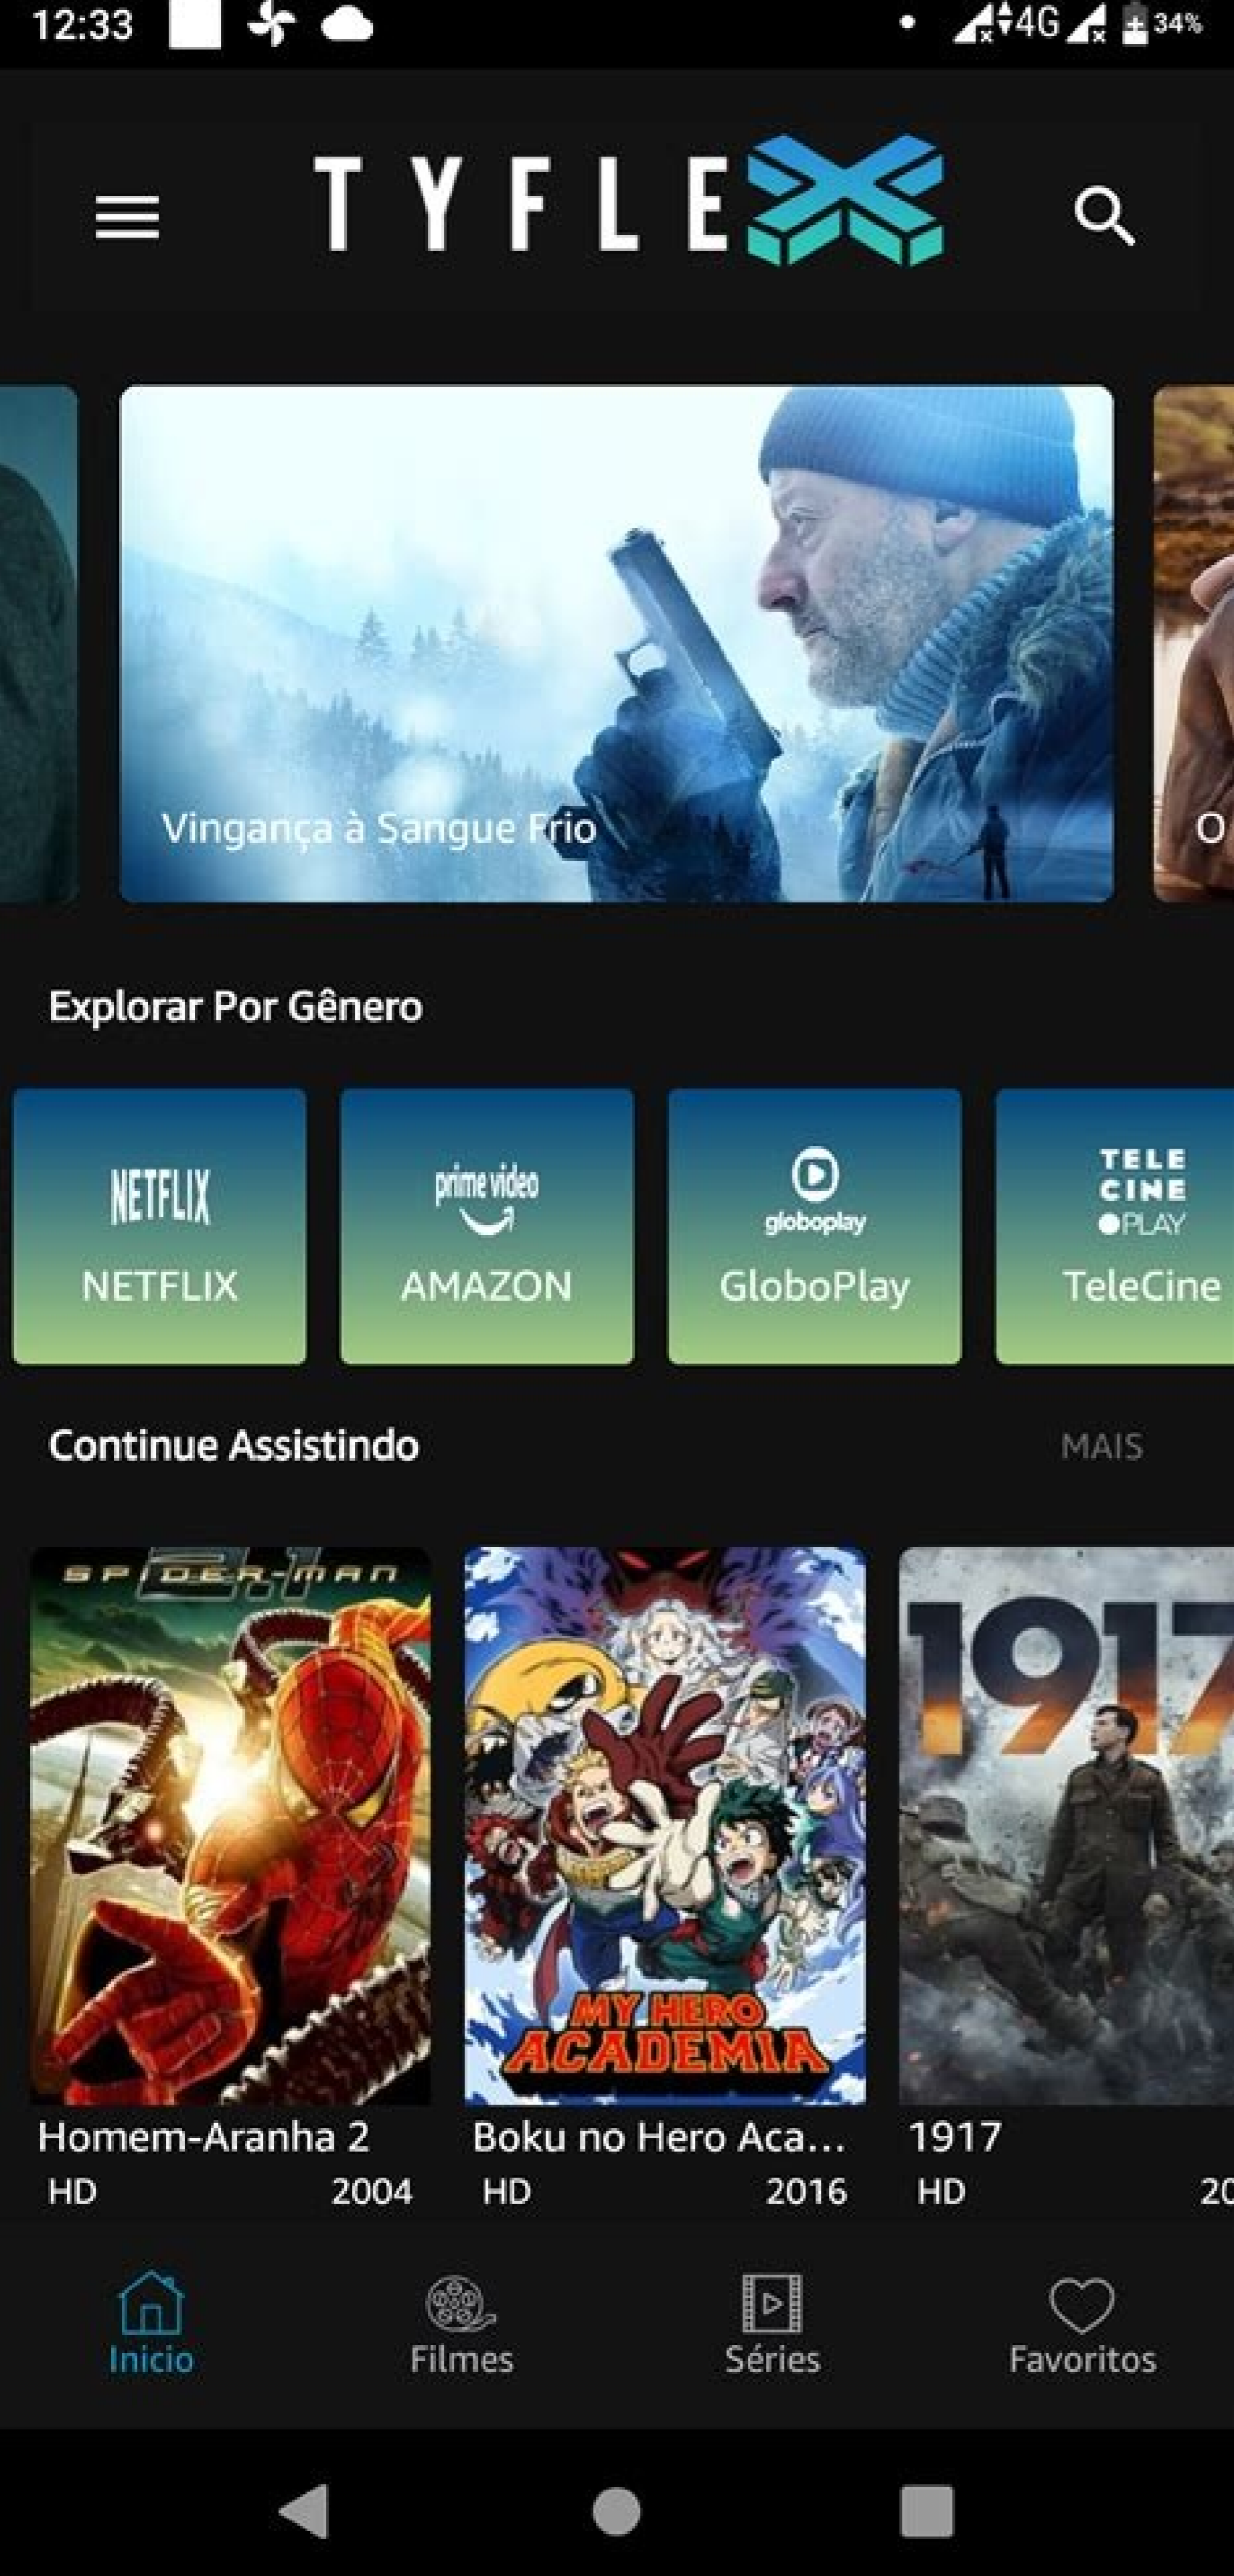 12:33
4G
34%
TYFLEX
Vingança à Sangue Frio
O
Explorar Por Gênero
NETFLIX
prime video
globoplay
TELE
CINE
PLAY
NETFLIX
AMAZON
GloboPlay
TeleCine
Continue Assistindo
MAIS
SPIDER-MAN
2.1
1917
MY HERO
ACADEMIA
Homem-Aranha 2
Boku no Hero Aca...
1917
HD
2004
HD
2016
HD
20
Inicio
Filmes
Séries
Favoritos